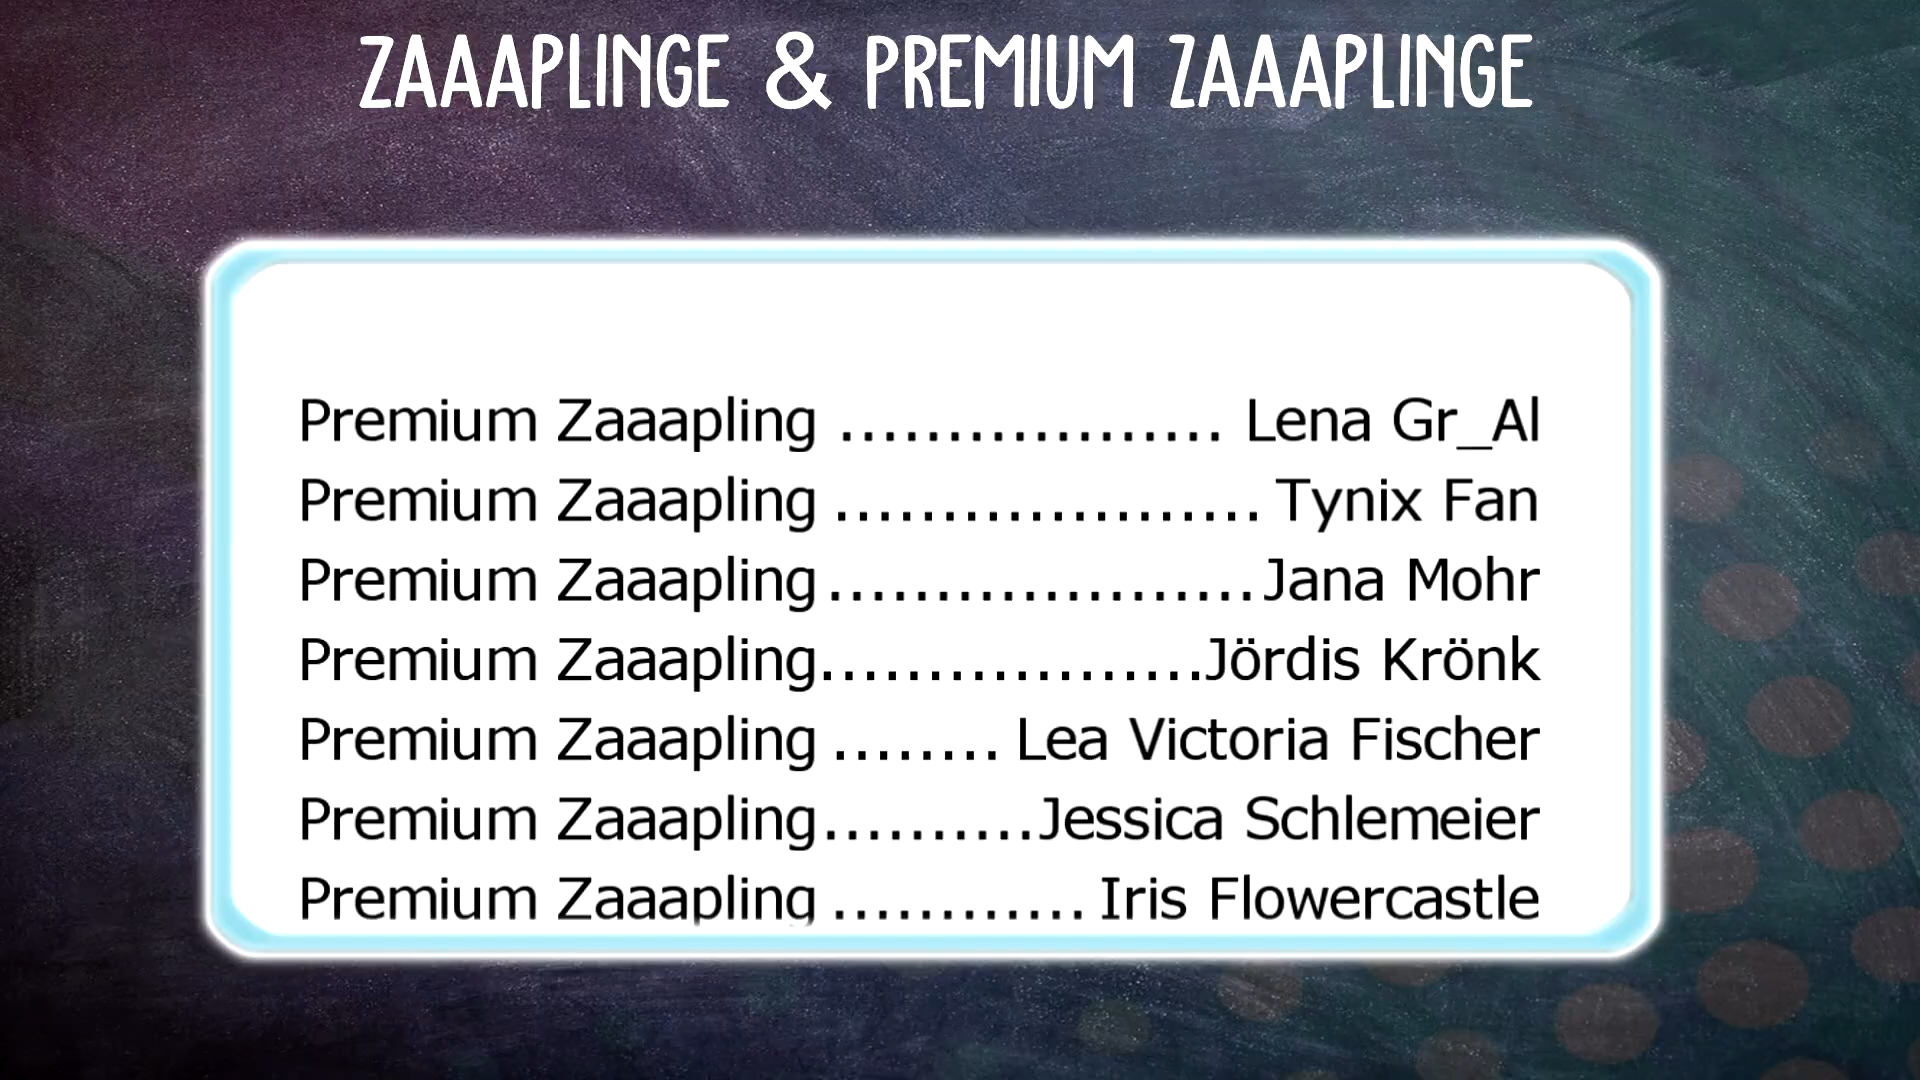 ZAAAPLINGE & PREMIUM ZAAAPLINGE
Premium Zaaapling .................. Lena Gr_Al
Premium Zaaapling .................... Tynix Fan
Premium Zaaapling ....................Jana Mohr
Premium Zaaapling..................Jördis Krönk
Premium Zaaapling ........ Lea Victoria Fischer
Premium Zaaapling..........Jessica Schlemeier
Premium Zaaapling ............ Iris Flowercastle